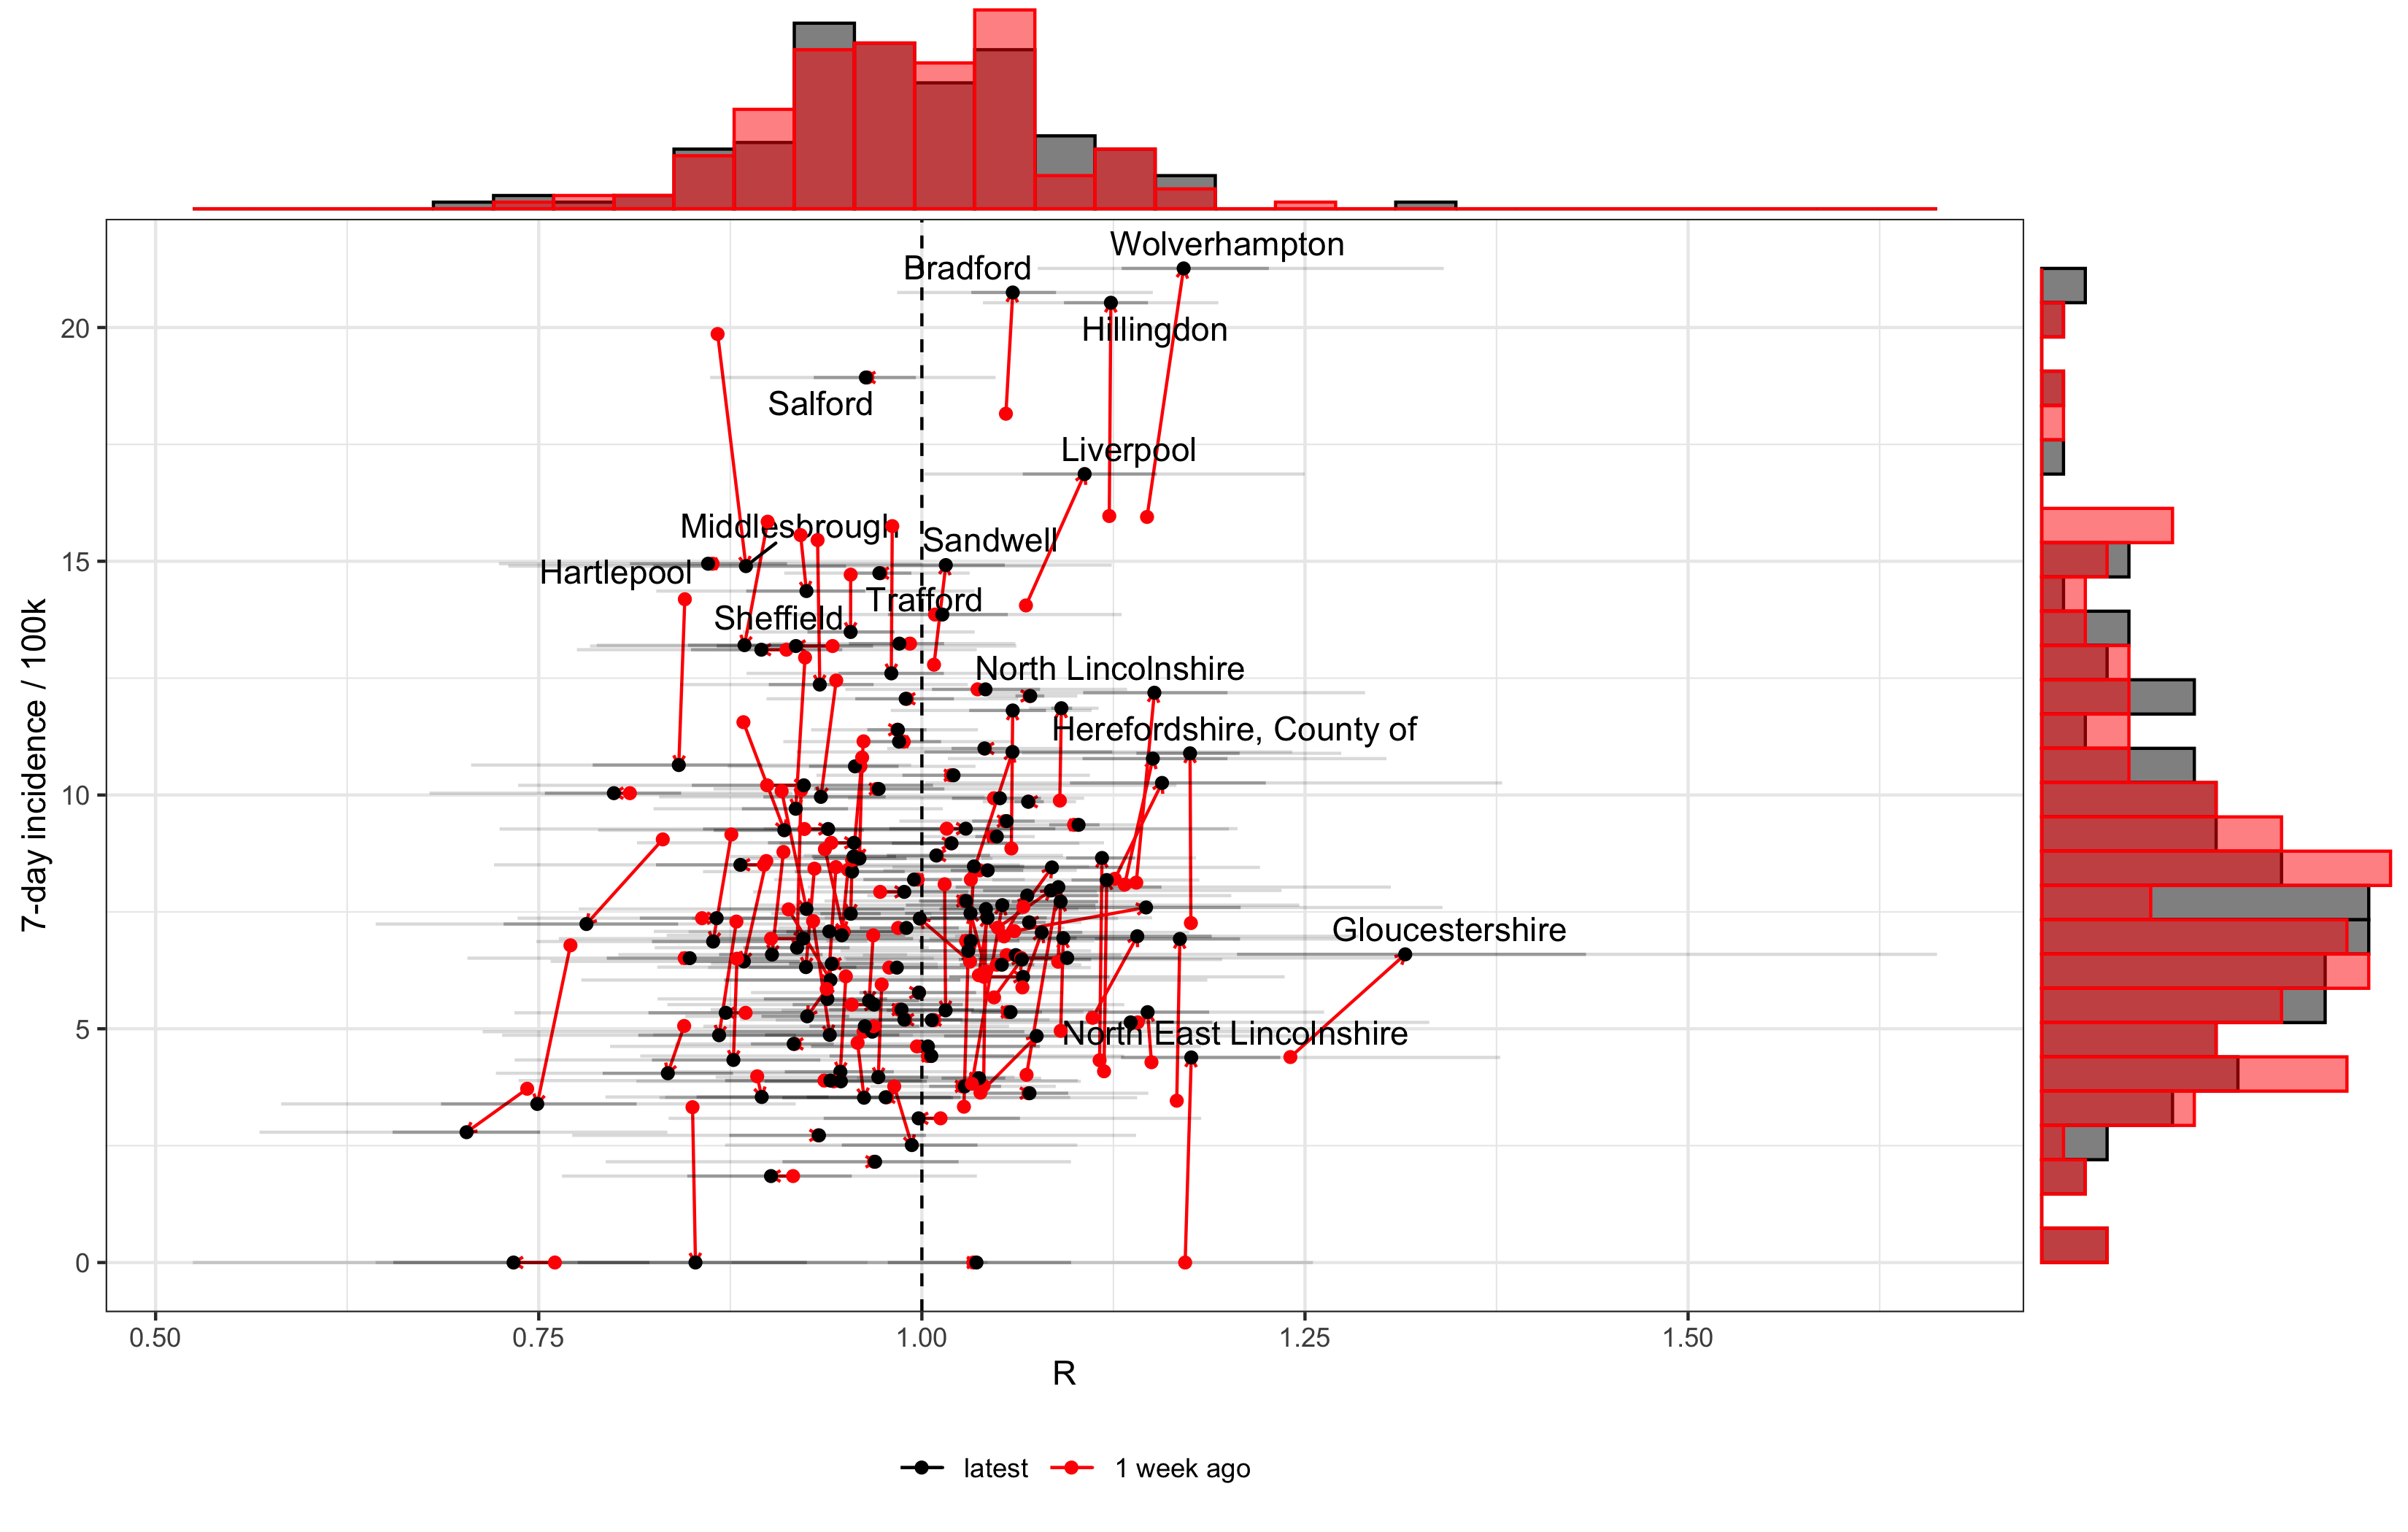 Wolverhampton
Bradford
Hillingdon
Salford
Liverpool
Middlesbrough
Sandwell
Hartlepool
Trafford
Sheffield
North Lincolnshire
Herefordshire, County of
Gloucestershire
North East Lincolnshire
7-day incidence / 100k
20
15
10
5
0
0.50 0.75 1.00 1.25 1.50
R
latest 1 week ago